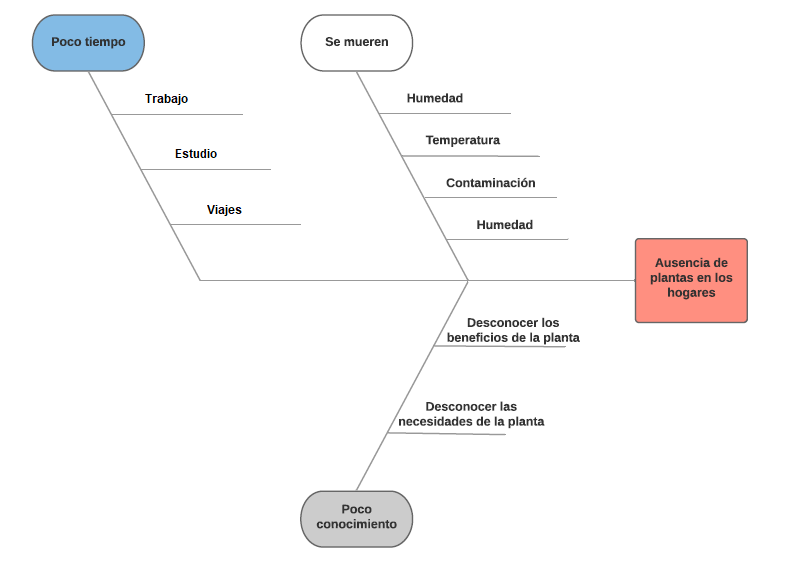 Poco tiempo
Se mueren
Trabajo
Estudio
Viajes
Humedad
Temperatura
Contaminación
Humedad
Ausencia de
plantas en los
hogares
Desconocer los
beneficios de la planta
Desconocer las
necesidades de la planta
Poco
conocimiento